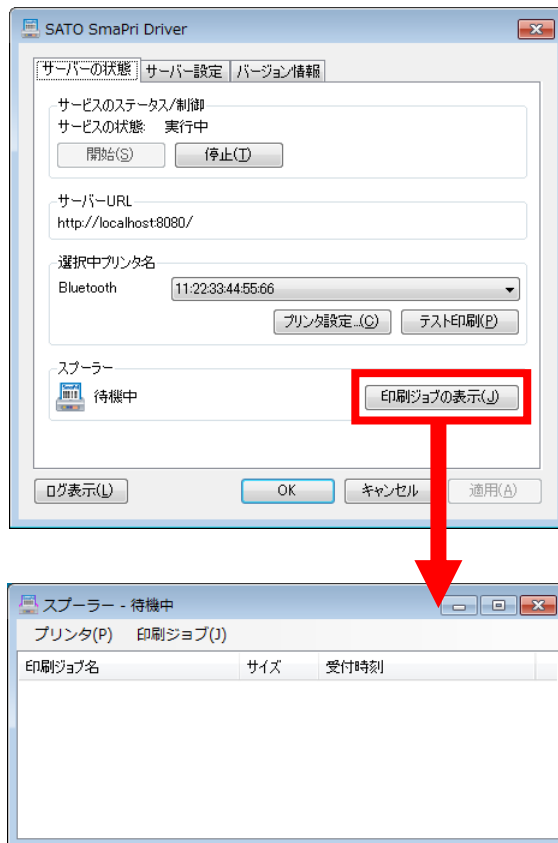 SATO SmaPri Driver
サーバーの状態 サーバー設定 バージョン情報
サービスのステータス/制御
サービスの状態: 実行中
開始(S) 停止(T)
サーバーURL
http://localhost:8080/
選択中プリンタ名
Bluetooth 11:22:33:44:55:66
プリンタ設定...(C) テスト印刷(P)
スプーラー
待機中 印刷ジョブの表示(J)
ログ表示(L) OK キャンセル 適用(A)
スプーラー - 待機中
プリンタ(P) 印刷ジョブ(J)
印刷ジョブ名 サイズ 受付時刻